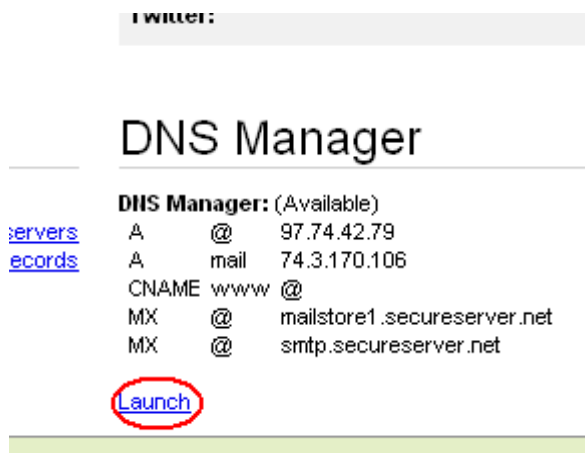 Twitter:
DNS Manager
DNS Manager: (Available)
servers A @ 97.74.42.79
ecords A mail 74.3.170.106
CNAME www @
MX @ mailstore1.secureserver.net
MX @ smtp.secureserver.net
Launch